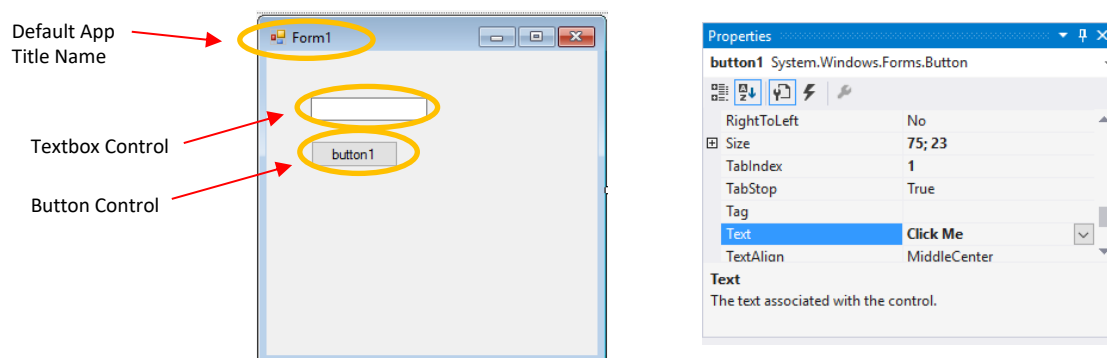 Default App
Title Name
Textbox Control
Button Control
Form1
button1
Properties
button1 System.Windows.Forms.Button
RightToLeft No
Size 75; 23
TabIndex 1
TabStop True
Tag
Text Click Me
TextAlign MiddleCenter
Text
The text associated with the control.